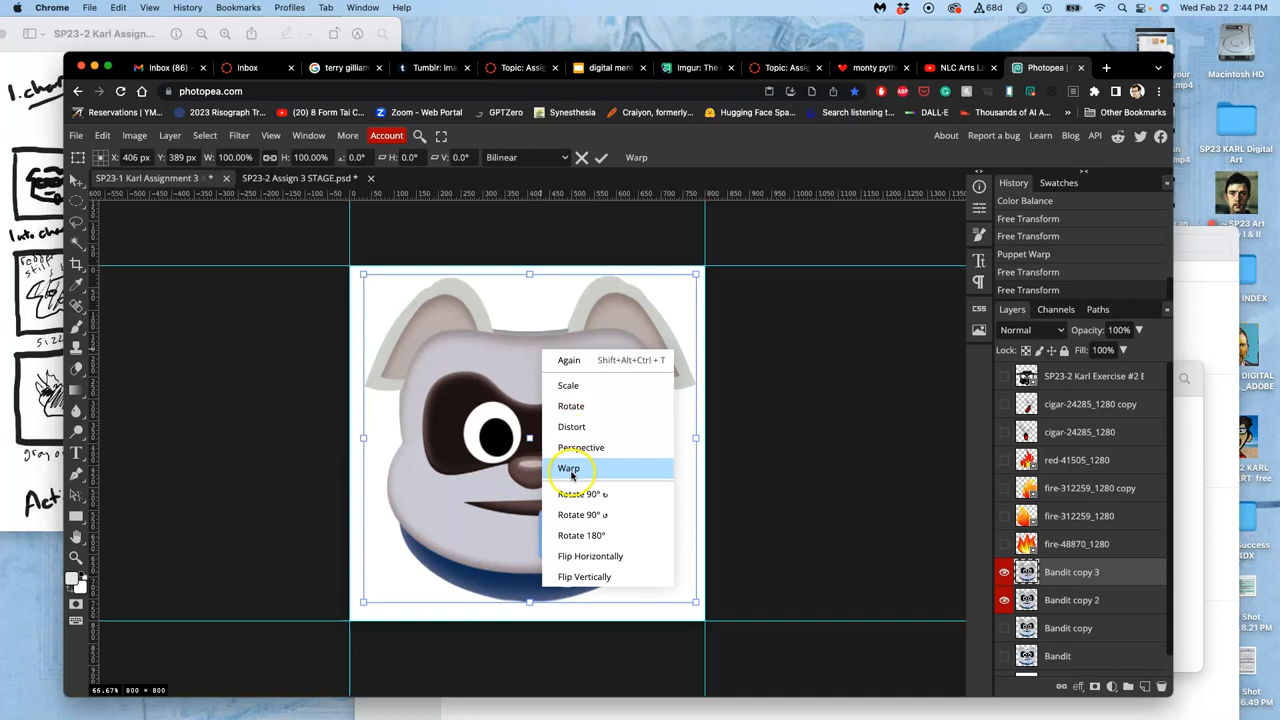 Chrome File Edit View History Bookmarks Profiles Tab Window Help 68d Wed Feb 22 2:44 PM
SP23-2 Karl Assign...
Inbox (86) Inbox terry gilliam Tumblr: Ima Topic: Assig digital ment Imgur: The Topic: Assig monty pyth NLC Arts La Photopea |
photopea.com
Reservations | YM... 2023 Risograph Tr... (20) 8 Form Tai C... Zoom - Web Portal GPTZero Synesthesia Craiyon, formerly... Hugging Face Spa... Search listening t... DALL·E Thousands of AI A... Other Bookmarks
File Edit Image Layer Select Filter View Window More Account About Report a bug Learn Blog API
X: 406 px Y: 389 px W: 100.00% H: 100.00% 0.0° H: 0.0° V: 0.0° Bilinear Warp
SP23-1 Karl Assignment 3 * SP23-2 Assign 3 STAGE.psd *
History Swatches
Color Balance
Free Transform
Free Transform
Puppet Warp
Free Transform
Free Transform
Layers Channels Paths
Normal Opacity: 100%
Lock: Fill: 100%
SP23-2 Karl Exercise #2 E
cigar-24285_1280 copy
cigar-24285_1280
red-41505_1280
fire-312259_1280 copy
fire-312259_1280
fire-48870_1280
Bandit copy 3
Bandit copy 2
Bandit copy
Bandit
Again Shift+Alt+Ctrl + T
Scale
Rotate
Distort
Perspective
Warp
Rotate 90° ↻
Rotate 90° ↺
Rotate 180°
Flip Horizontally
Flip Vertically
66.67% 800 × 800
CSS
Macintosh HD
SP23 KARL Digital
Art
~ SP23 Art
INDEX